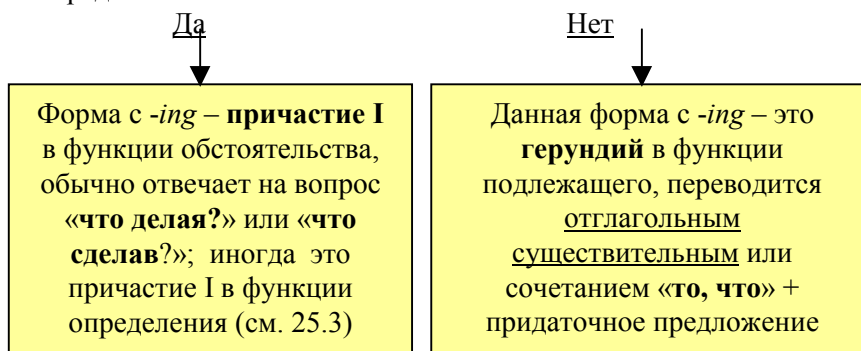 Да
Нет
Форма с -ing – причастие I
в функции обстоятельства,
обычно отвечает на вопрос
«что делая?» или «что
сделав?»; иногда это
причастие I в функции
определения (см. 25.3)
Данная форма с -ing – это
герундий в функции
подлежащего, переводится
отглагольным
существительным или
сочетанием «то, что» +
придаточное предложение